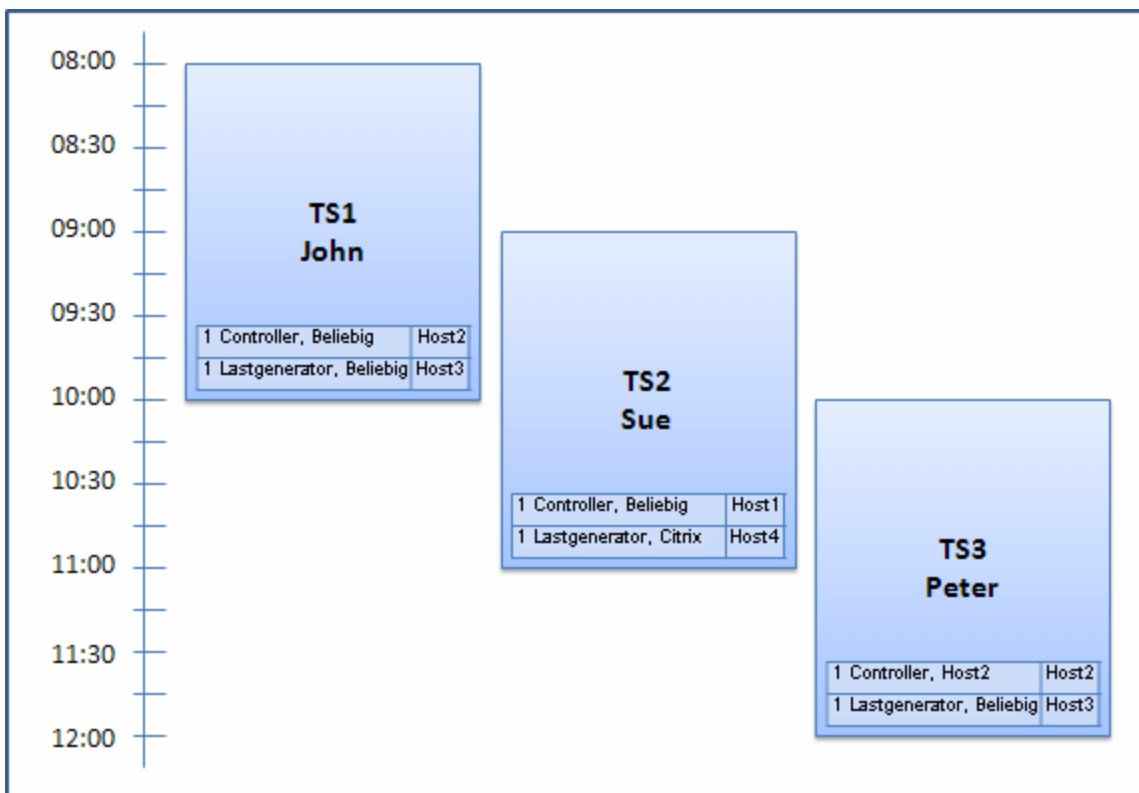 08:00
08:30
09:00
09:30
10:00
10:30
11:00
11:30
12:00
TS1
John
1 Controller, Beliebig Host2
1 Lastgenerator, Beliebig Host3
TS2
Sue
1 Controller, Beliebig Host1
1 Lastgenerator, Citrix Host4
TS3
Peter
1 Controller, Host2 Host2
1 Lastgenerator, Beliebig Host3